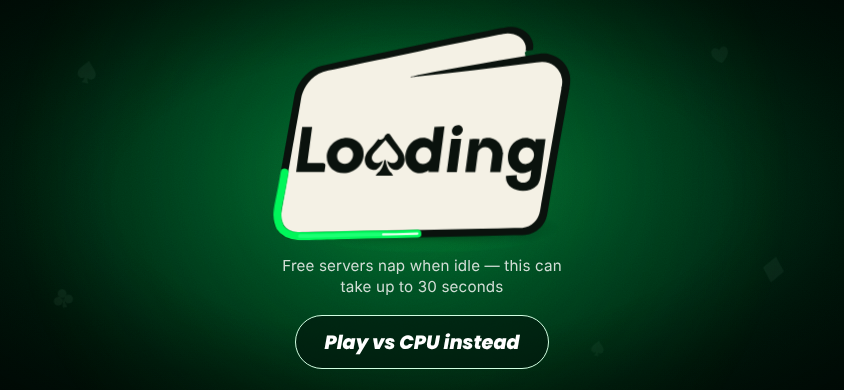 Loading
Free servers nap when idle — this can
take up to 30 seconds
Play vs CPU instead